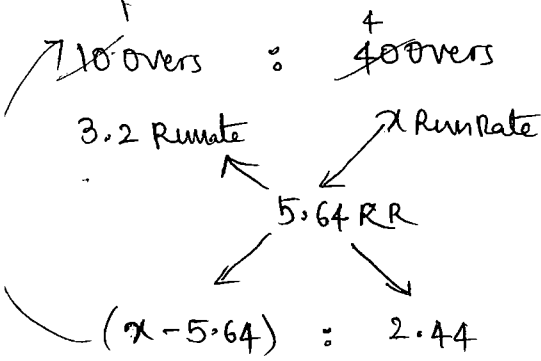 1 4
10 overs : 40 overs
3.2 Runrate x RunRate
5.64 RR
(x - 5.64) : 2.44